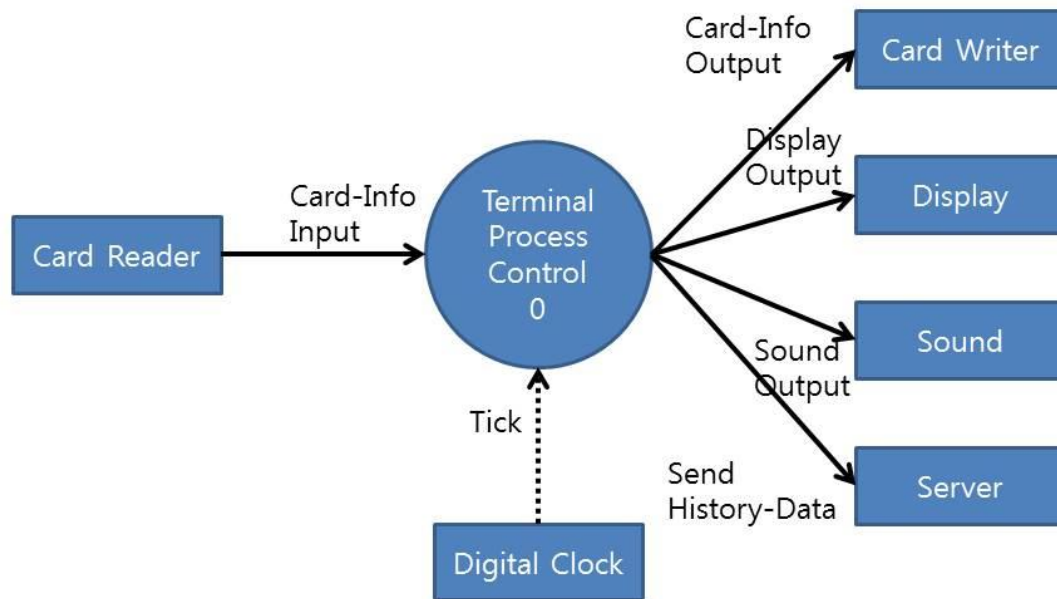 Card-Info
Output
Card Writer
Display
Output
Display
Card-Info
Input
Card Reader
Terminal
Process
Control
0
Sound
Output
Sound
Tick
Send
History-Data
Server
Digital Clock